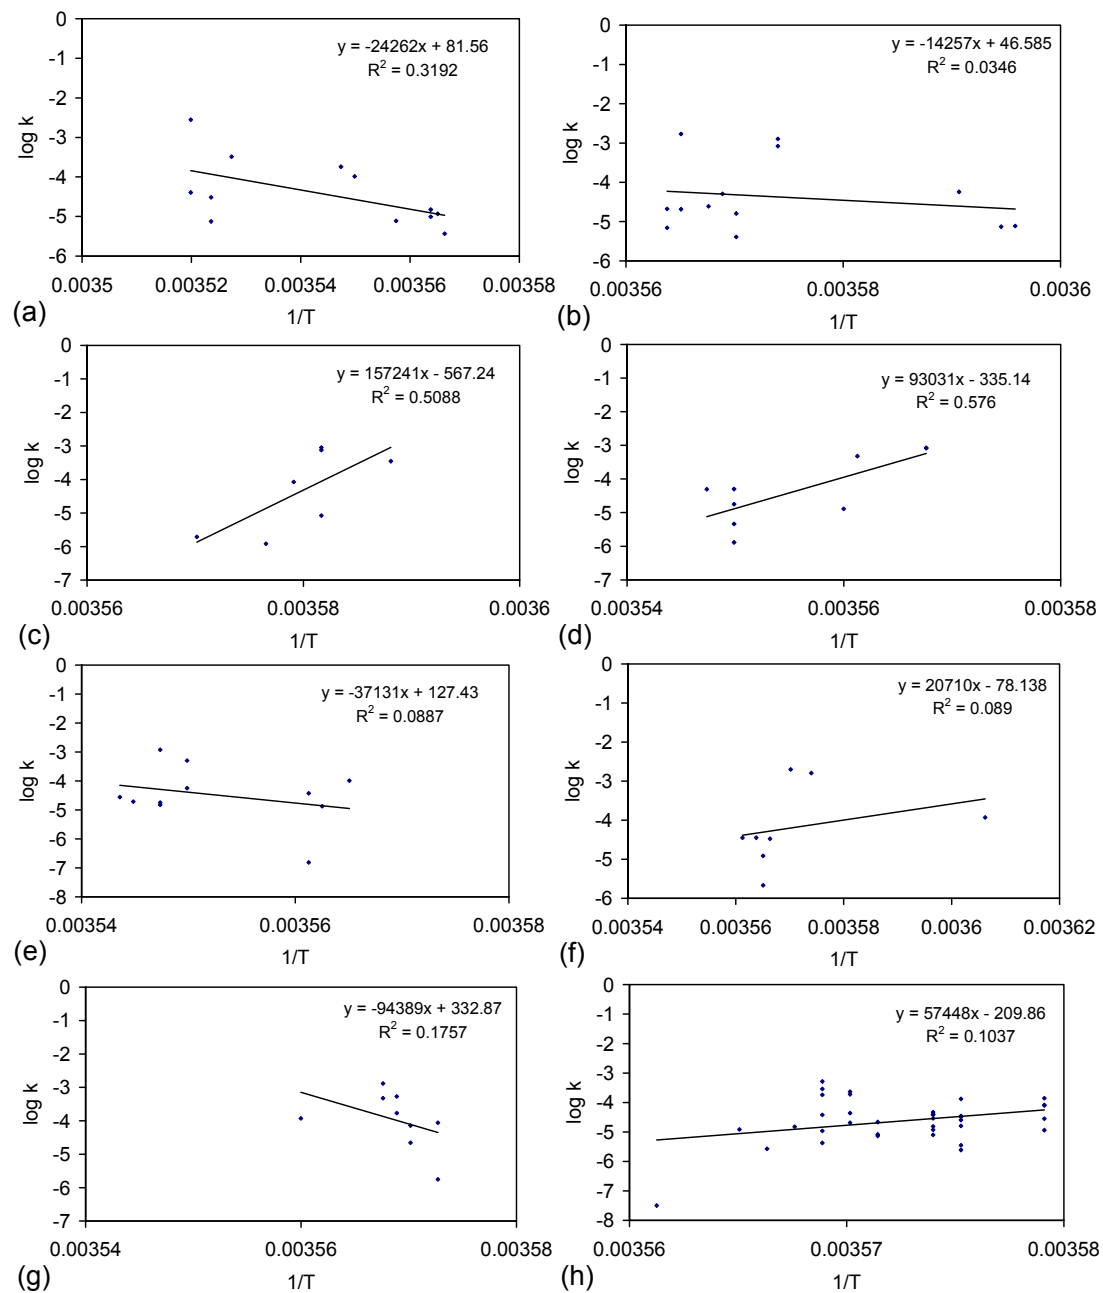 y = -24262x + 81.56
R² = 0.3192
0
-1
-2
-3
-4
-5
-6
log k
0.0035 0.00352 0.00354 0.00356 0.00358
1/T
(a)
y = -14257x + 46.585
R² = 0.0346
0
-1
-2
-3
-4
-5
-6
log k
0.00356 0.00358 0.0036
1/T
(b)
y = 157241x - 567.24
R² = 0.5088
0
-1
-2
-3
-4
-5
-6
-7
log k
0.00356 0.00358 0.0036
1/T
(c)
y = 93031x - 335.14
R² = 0.576
0
-1
-2
-3
-4
-5
-6
-7
log k
0.00354 0.00356 0.00358
1/T
(d)
y = -37131x + 127.43
R² = 0.0887
0
-1
-2
-3
-4
-5
-6
-7
-8
log k
0.00354 0.00356 0.00358
1/T
(e)
y = 20710x - 78.138
R² = 0.089
0
-1
-2
-3
-4
-5
-6
log k
0.00354 0.00356 0.00358 0.0036 0.00362
1/T
(f)
y = -94389x + 332.87
R² = 0.1757
0
-1
-2
-3
-4
-5
-6
-7
log k
0.00354 0.00356 0.00358
1/T
(g)
y = 57448x - 209.86
R² = 0.1037
0
-1
-2
-3
-4
-5
-6
-7
-8
log k
0.00356 0.00357 0.00358
1/T
(h)